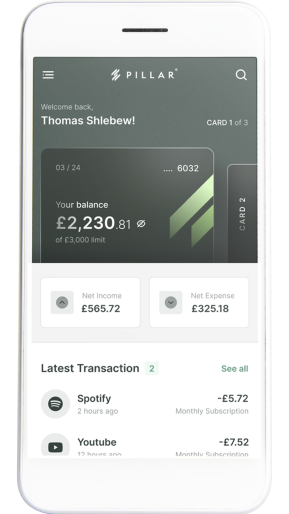 PILLAR
Welcome back,
Thomas Shlebew!
CARD 1 of 3
03 / 24
.... 6032
Your balance
£2,230.81
of £3,000 limit
CARD 2
Net Income
£565.72
Net Expense
£325.18
Latest Transaction 2
See all
Spotify
-£5.72
2 hours ago
Monthly Subscription
Youtube
-£7.52
12 hours ago
Monthly Subscription